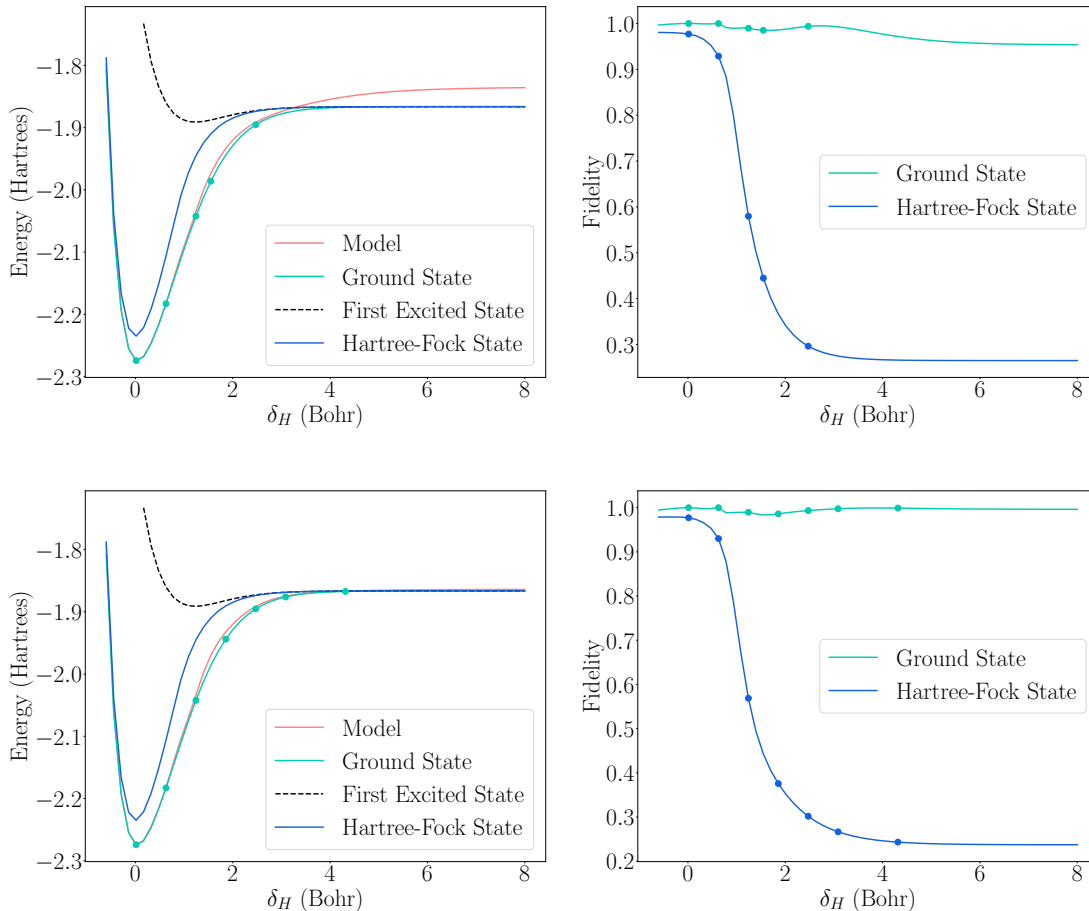 Energy (Hartrees)
−1.8
−1.9
−2.0
−2.1
−2.2
−2.3
0 2 4 6 8
δ_H (Bohr)
Model
Ground State
First Excited State
Hartree-Fock State
Fidelity
1.0
0.9
0.8
0.7
0.6
0.5
0.4
0.3
0 2 4 6 8
δ_H (Bohr)
Ground State
Hartree-Fock State
Energy (Hartrees)
−1.8
−1.9
−2.0
−2.1
−2.2
−2.3
0 2 4 6 8
δ_H (Bohr)
Model
Ground State
First Excited State
Hartree-Fock State
Fidelity
1.0
0.9
0.8
0.7
0.6
0.5
0.4
0.3
0.2
0 2 4 6 8
δ_H (Bohr)
Ground State
Hartree-Fock State